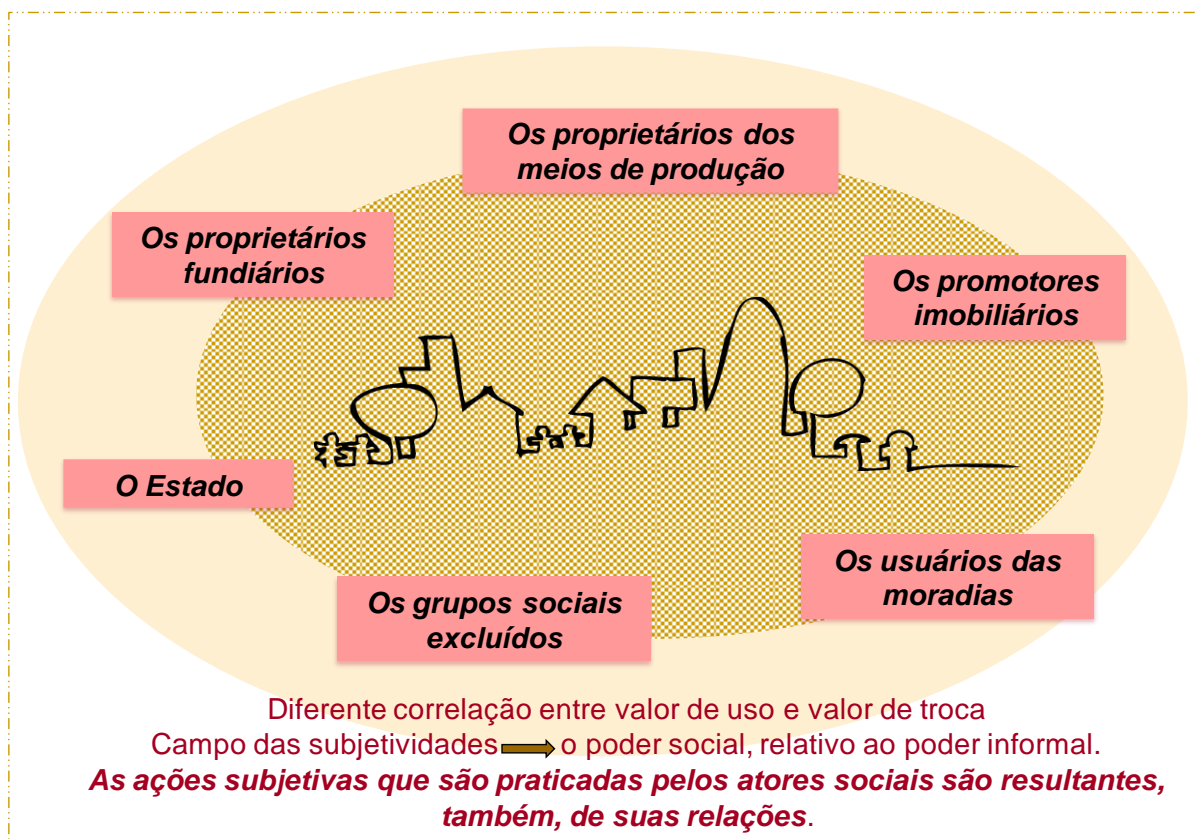 Os proprietários dos
meios de produção
Os proprietários
fundiários
Os promotores
imobiliários
O Estado
Os usuários das
moradias
Os grupos sociais
excluídos
Diferente correlação entre valor de uso e valor de troca
Campo das subjetividades o poder social, relativo ao poder informal.
As ações subjetivas que são praticadas pelos atores sociais são resultantes,
também, de suas relações.